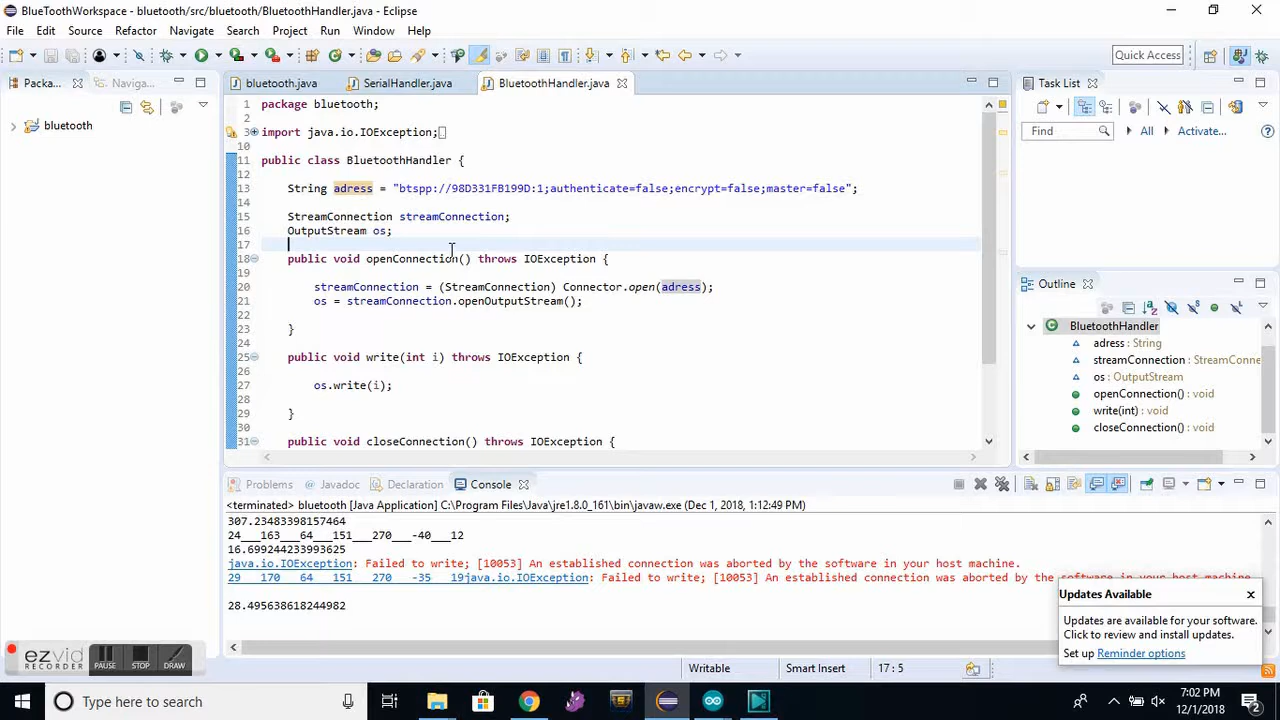 BlueToothWorkspace - bluetooth/src/bluetooth/BluetoothHandler.java - Eclipse
File Edit Source Refactor Navigate Search Project Run Window Help
Quick Access
Packa... Naviga...
bluetooth
bluetooth.java SerialHandler.java BluetoothHandler.java
1 package bluetooth;
2
3 import java.io.IOException;
10
11 public class BluetoothHandler {
12
13 String adress = "btspp://98D331FB199D:1;authenticate=false;encrypt=false;master=false";
14
15 StreamConnection streamConnection;
16 OutputStream os;
17
18 public void openConnection() throws IOException {
19
20 streamConnection = (StreamConnection) Connector.open(adress);
21 os = streamConnection.openOutputStream();
22
23 }
24
25 public void write(int i) throws IOException {
26
27 os.write(i);
28
29 }
30
31 public void closeConnection() throws IOException {
Task List
Find All Activate...
Outline
BluetoothHandler
adress : String
streamConnection : StreamConne
os : OutputStream
openConnection() : void
write(int) : void
closeConnection() : void
Problems Javadoc Declaration Console
<terminated> bluetooth [Java Application] C:\Program Files\Java\jre1.8.0_161\bin\javaw.exe (Dec 1, 2018, 1:12:49 PM)
307.23483398157464
24___163___64___151___270___-40___12
16.699244233993625
java.io.IOException: Failed to write; [10053] An established connection was aborted by the software in your host machine.
29___170___64___151___270___-35___19java.io.IOException: Failed to write; [10053] An established connection was aborted by the software in your host machine
28.495638618244982
Updates Available
Updates are available for your software.
Click to review and install updates.
Set up Reminder options
ezvid
RECORDER
PAUSE STOP DRAW
Writable Smart Insert 17 : 5
Type here to search
7:02 PM
12/1/2018
2